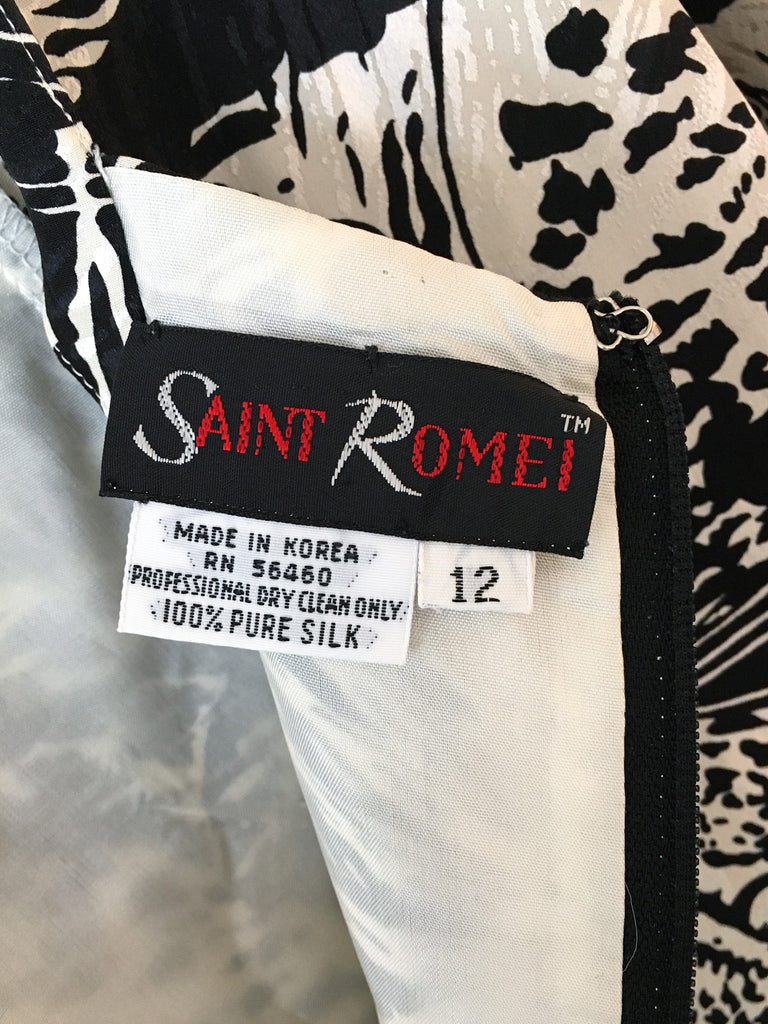 SAINT ROMEI™
MADE IN KOREA
RN 56460
PROFESSIONAL DRY CLEAN ONLY
100% PURE SILK
12